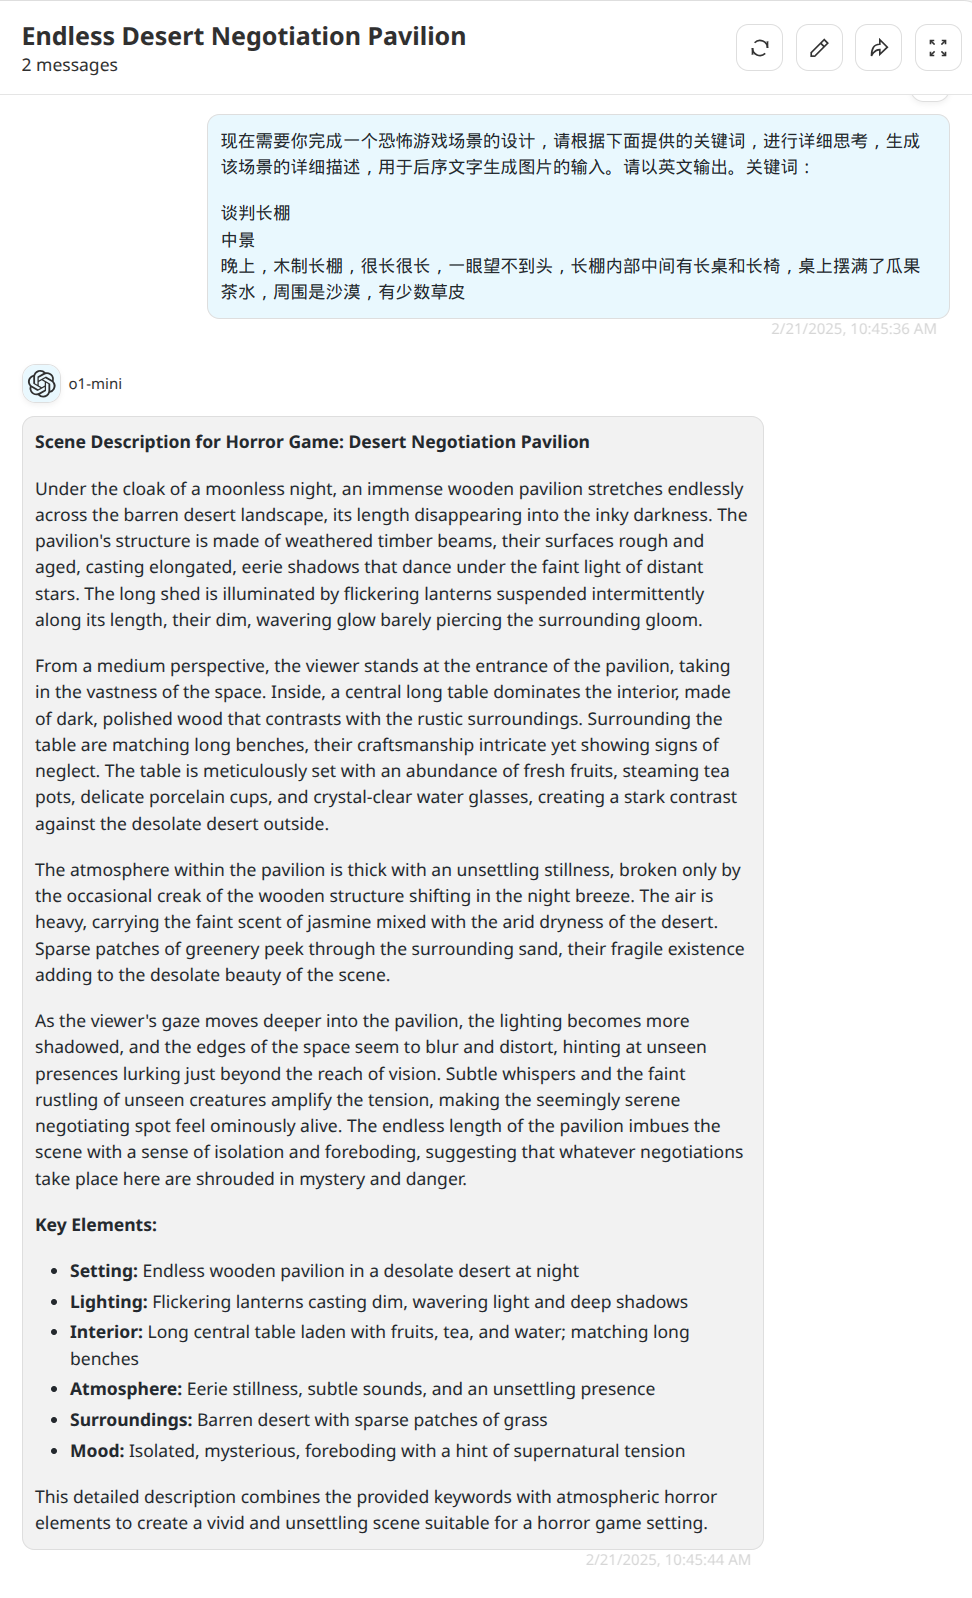 Endless Desert Negotiation Pavilion
2 messages
现在需要你完成一个恐怖游戏场景的设计，请根据下面提供的关键词，进行详细思考，生成
该场景的详细描述，用于后序文字生成图片的输入。请以英文输出。关键词：
谈判长棚
中景
晚上，木制长棚，很长很长，一眼望不到头，长棚内部中间有长桌和长椅，桌上摆满了瓜果
茶水，周围是沙漠，有少数草皮
2/21/2025, 10:45:36 AM
o1-mini
Scene Description for Horror Game: Desert Negotiation Pavilion
Under the cloak of a moonless night, an immense wooden pavilion stretches endlessly
across the barren desert landscape, its length disappearing into the inky darkness. The
pavilion's structure is made of weathered timber beams, their surfaces rough and
aged, casting elongated, eerie shadows that dance under the faint light of distant
stars. The long shed is illuminated by flickering lanterns suspended intermittently
along its length, their dim, wavering glow barely piercing the surrounding gloom.
From a medium perspective, the viewer stands at the entrance of the pavilion, taking
in the vastness of the space. Inside, a central long table dominates the interior, made
of dark, polished wood that contrasts with the rustic surroundings. Surrounding the
table are matching long benches, their craftsmanship intricate yet showing signs of
neglect. The table is meticulously set with an abundance of fresh fruits, steaming tea
pots, delicate porcelain cups, and crystal-clear water glasses, creating a stark contrast
against the desolate desert outside.
The atmosphere within the pavilion is thick with an unsettling stillness, broken only by
the occasional creak of the wooden structure shifting in the night breeze. The air is
heavy, carrying the faint scent of jasmine mixed with the arid dryness of the desert.
Sparse patches of greenery peek through the surrounding sand, their fragile existence
adding to the desolate beauty of the scene.
As the viewer's gaze moves deeper into the pavilion, the lighting becomes more
shadowed, and the edges of the space seem to blur and distort, hinting at unseen
presences lurking just beyond the reach of vision. Subtle whispers and the faint
rustling of unseen creatures amplify the tension, making the seemingly serene
negotiating spot feel ominously alive. The endless length of the pavilion imbues the
scene with a sense of isolation and foreboding, suggesting that whatever negotiations
take place here are shrouded in mystery and danger.
Key Elements:
• Setting: Endless wooden pavilion in a desolate desert at night
• Lighting: Flickering lanterns casting dim, wavering light and deep shadows
• Interior: Long central table laden with fruits, tea, and water; matching long
benches
• Atmosphere: Eerie stillness, subtle sounds, and an unsettling presence
• Surroundings: Barren desert with sparse patches of grass
• Mood: Isolated, mysterious, foreboding with a hint of supernatural tension
This detailed description combines the provided keywords with atmospheric horror
elements to create a vivid and unsettling scene suitable for a horror game setting.
2/21/2025, 10:45:44 AM